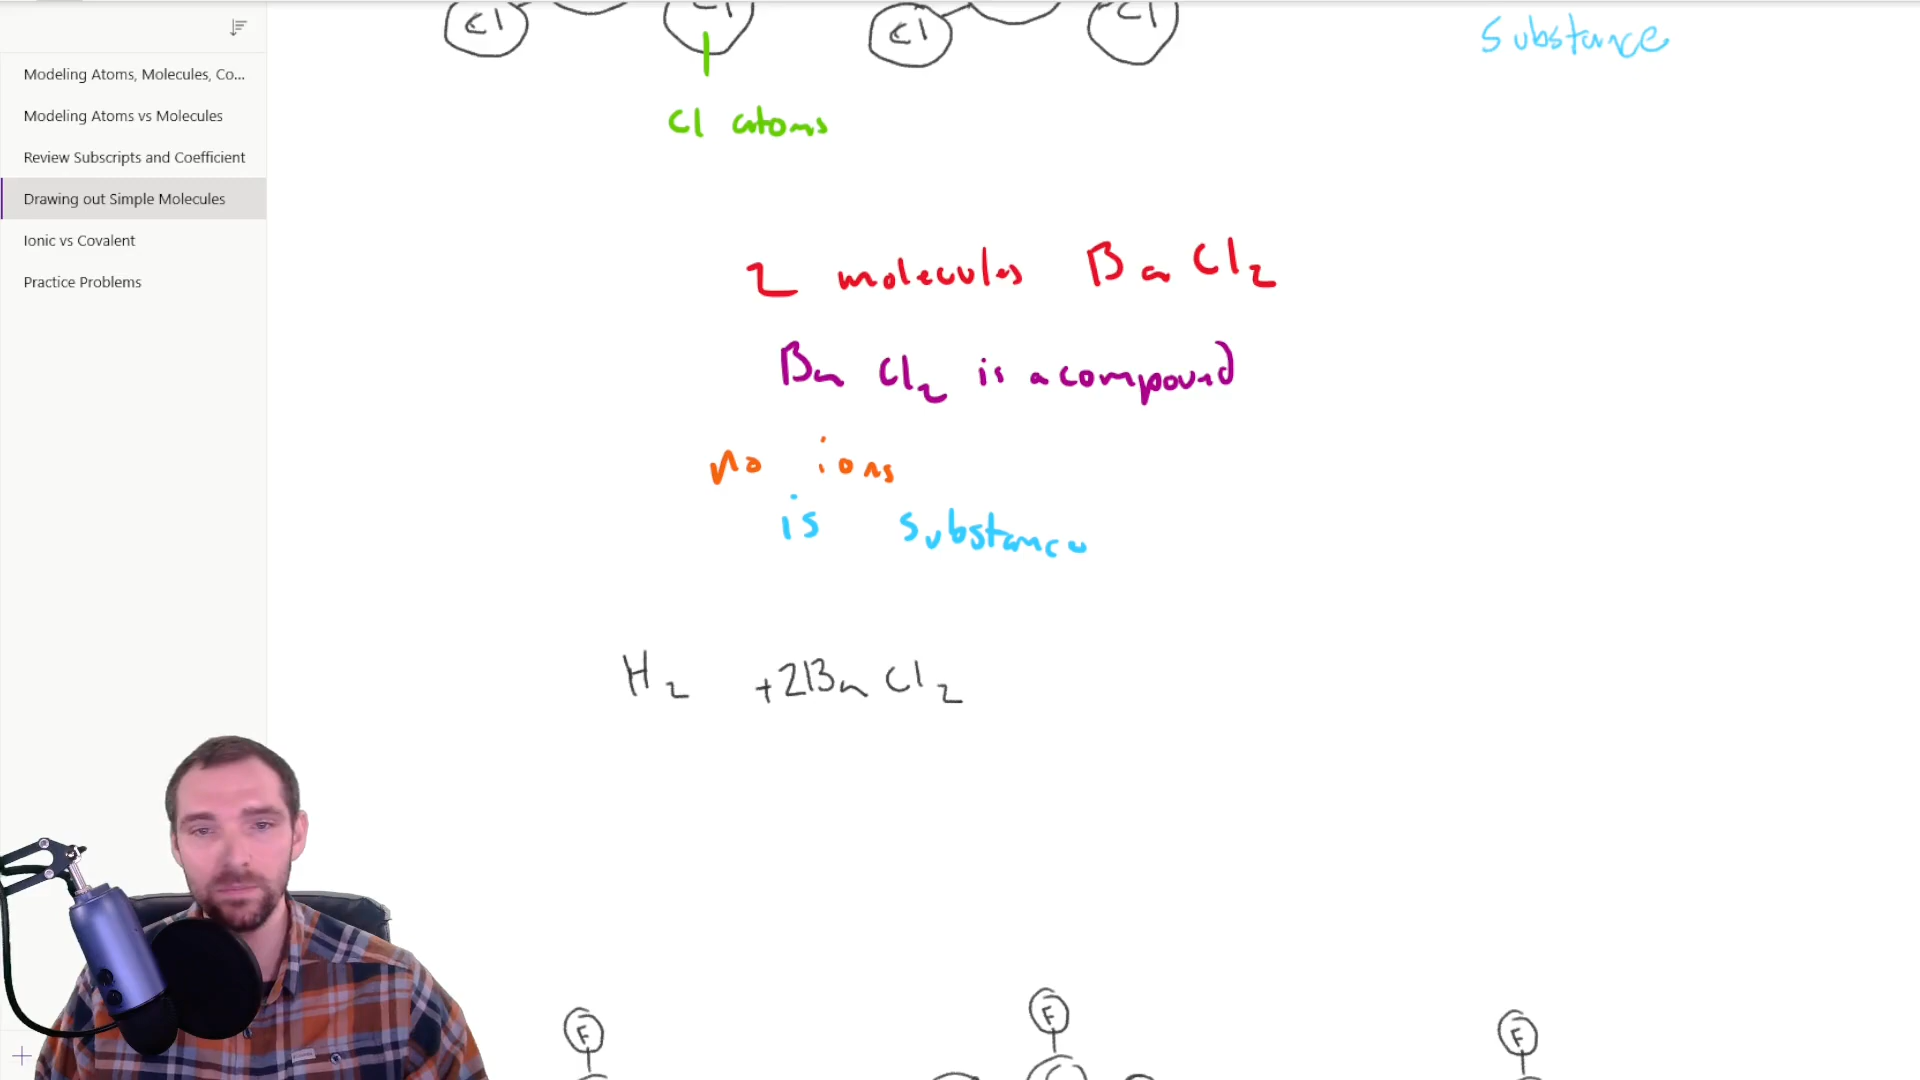 Modeling Atoms, Molecules, Co...
Modeling Atoms vs Molecules
Review Subscripts and Coefficient
Drawing out Simple Molecules
Ionic vs Covalent
Practice Problems
Cl Cl Cl Cl
Substance
Cl atoms
2 molecules BaCl2
BaCl2 is a compound
no ions
is substance
H2 + 2BaCl2
F F F